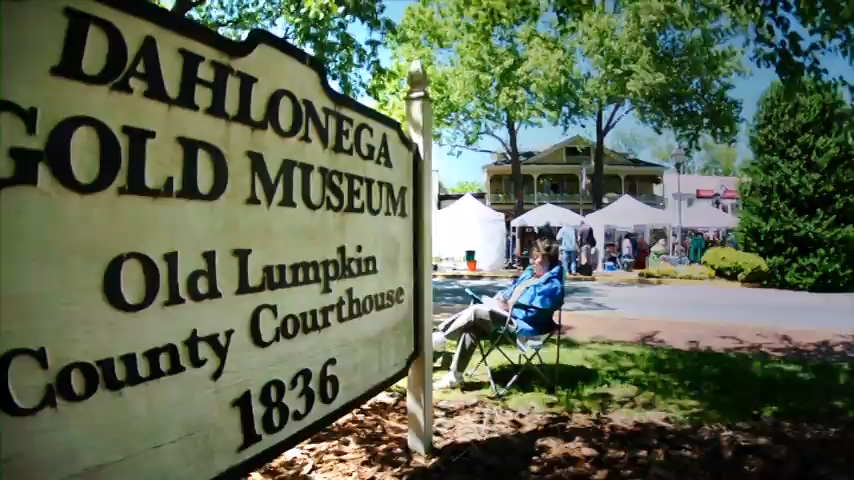 DAHLONEGA
GOLD MUSEUM
Old Lumpkin
County Courthouse
1836